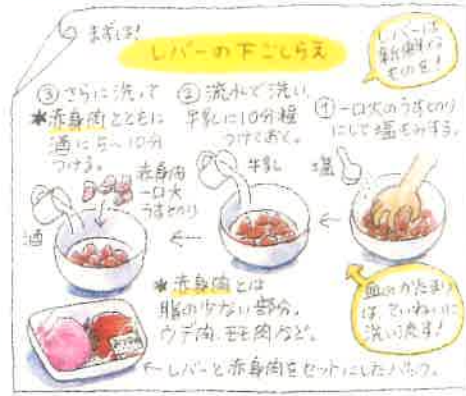 まずは!
レバーの下ごしらえ
レバーは
新鮮な
ものを!
① 一口大のうすぎり
にして塩もみする。
塩
② 流水で洗い、
牛乳に10分程
つけておく。
牛乳
③ さらに洗って
*赤身肉とともに
酒に5〜10分
つける。
赤身肉
一口大
うすぎり
酒
血のかたまり
は、ていねいに
洗い流す!
*赤身肉とは
脂の少ない部分。
ウデ肉、モモ肉など。
←レバーと赤身肉をセットにしたパック。